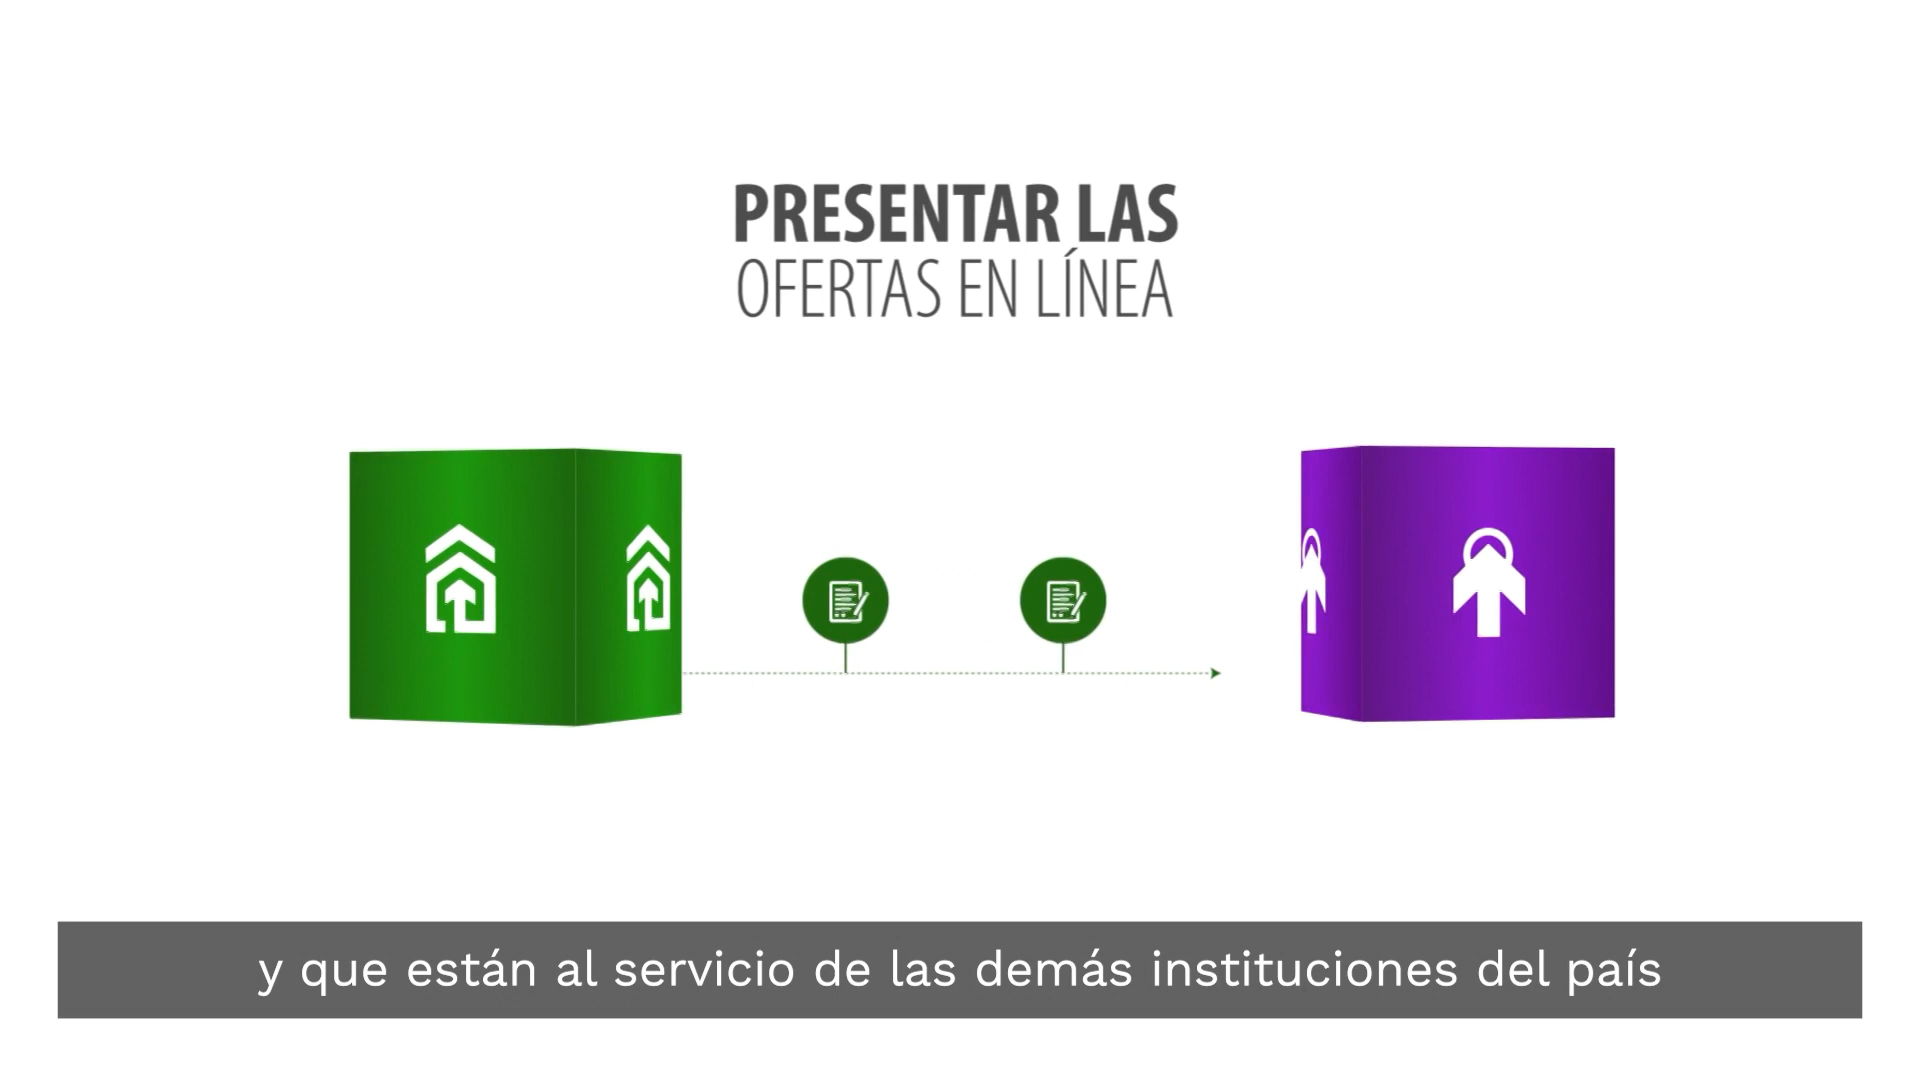 PRESENTAR LAS
OFERTAS EN LÍNEA
y que están al servicio de las demás instituciones del país